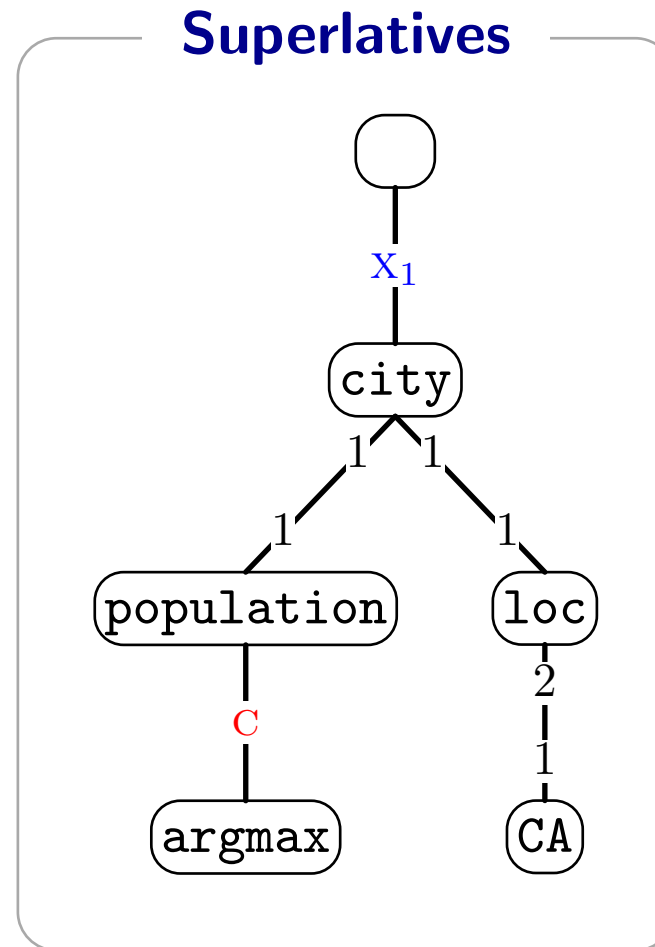 Superlatives
X1
city
1 1
1 1
population loc
2
C
1
argmax CA